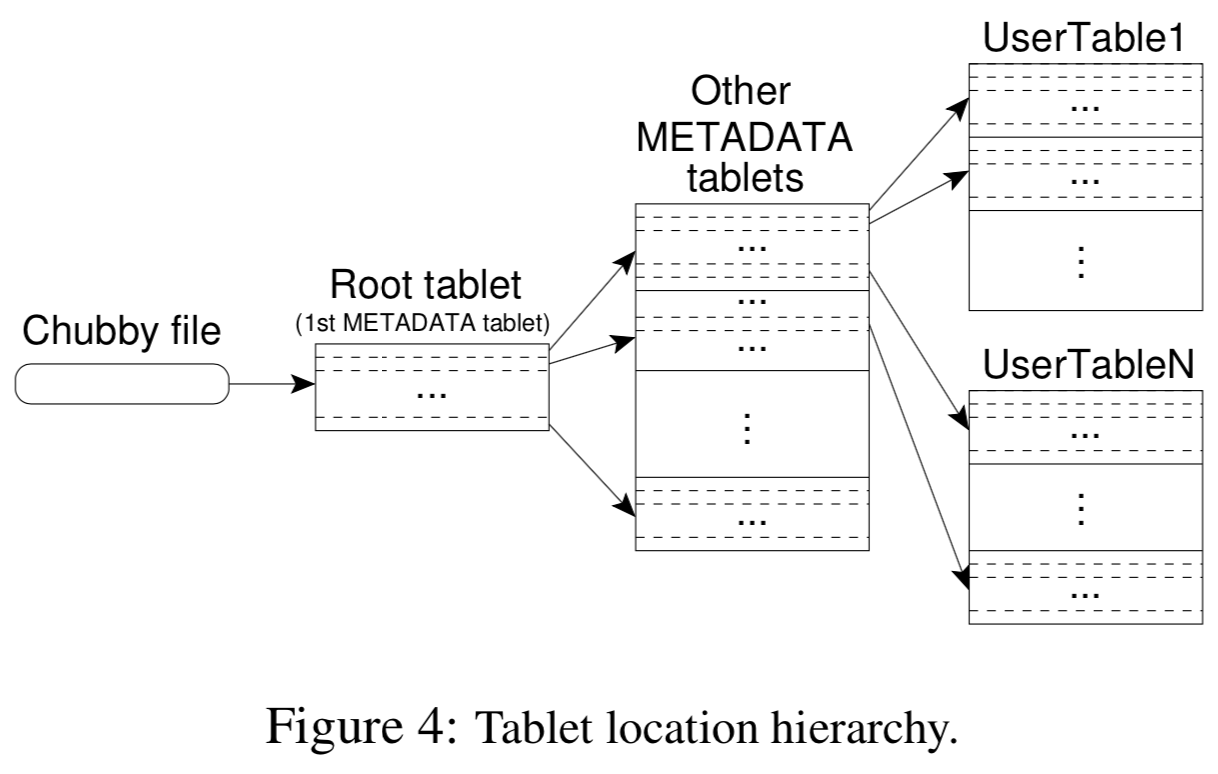 Chubby file
Root tablet
(1st METADATA tablet)
...
Other
METADATA
tablets
...
...
...
⋮
...
UserTable1
...
...
⋮
UserTableN
...
⋮
...
Figure 4: Tablet location hierarchy.